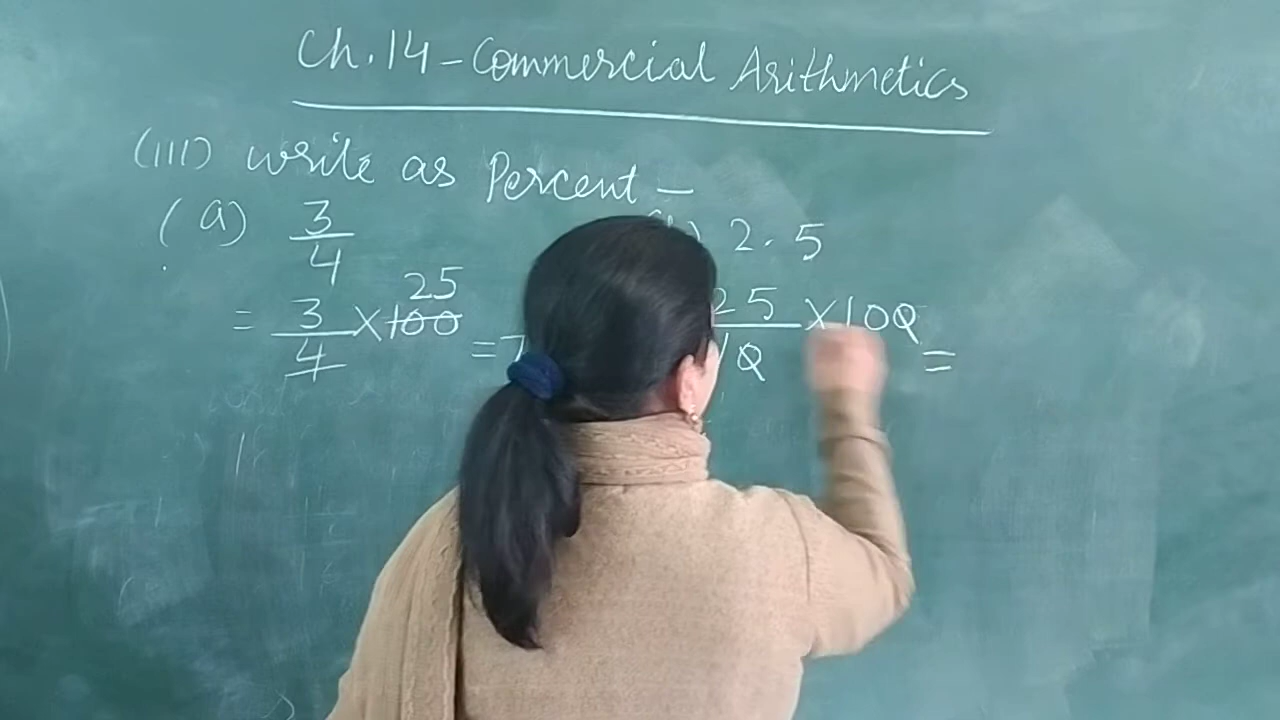 Ch.14 - Commercial Arithmetics
(III) Write as Percent -
(a) 3/4 ) 2.5
25
= 3/4 X 100 = 7 25/10 X 100 =